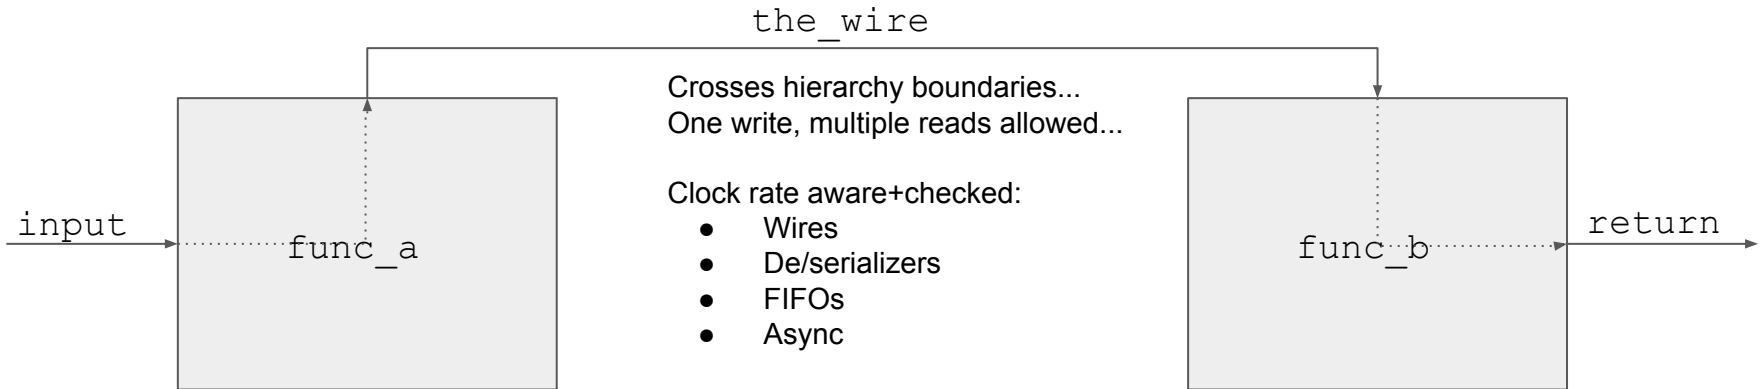 the_wire
Crosses hierarchy boundaries...
One write, multiple reads allowed...
Clock rate aware+checked:
● Wires
● De/serializers
● FIFOs
● Async
input
func_a
func_b
return